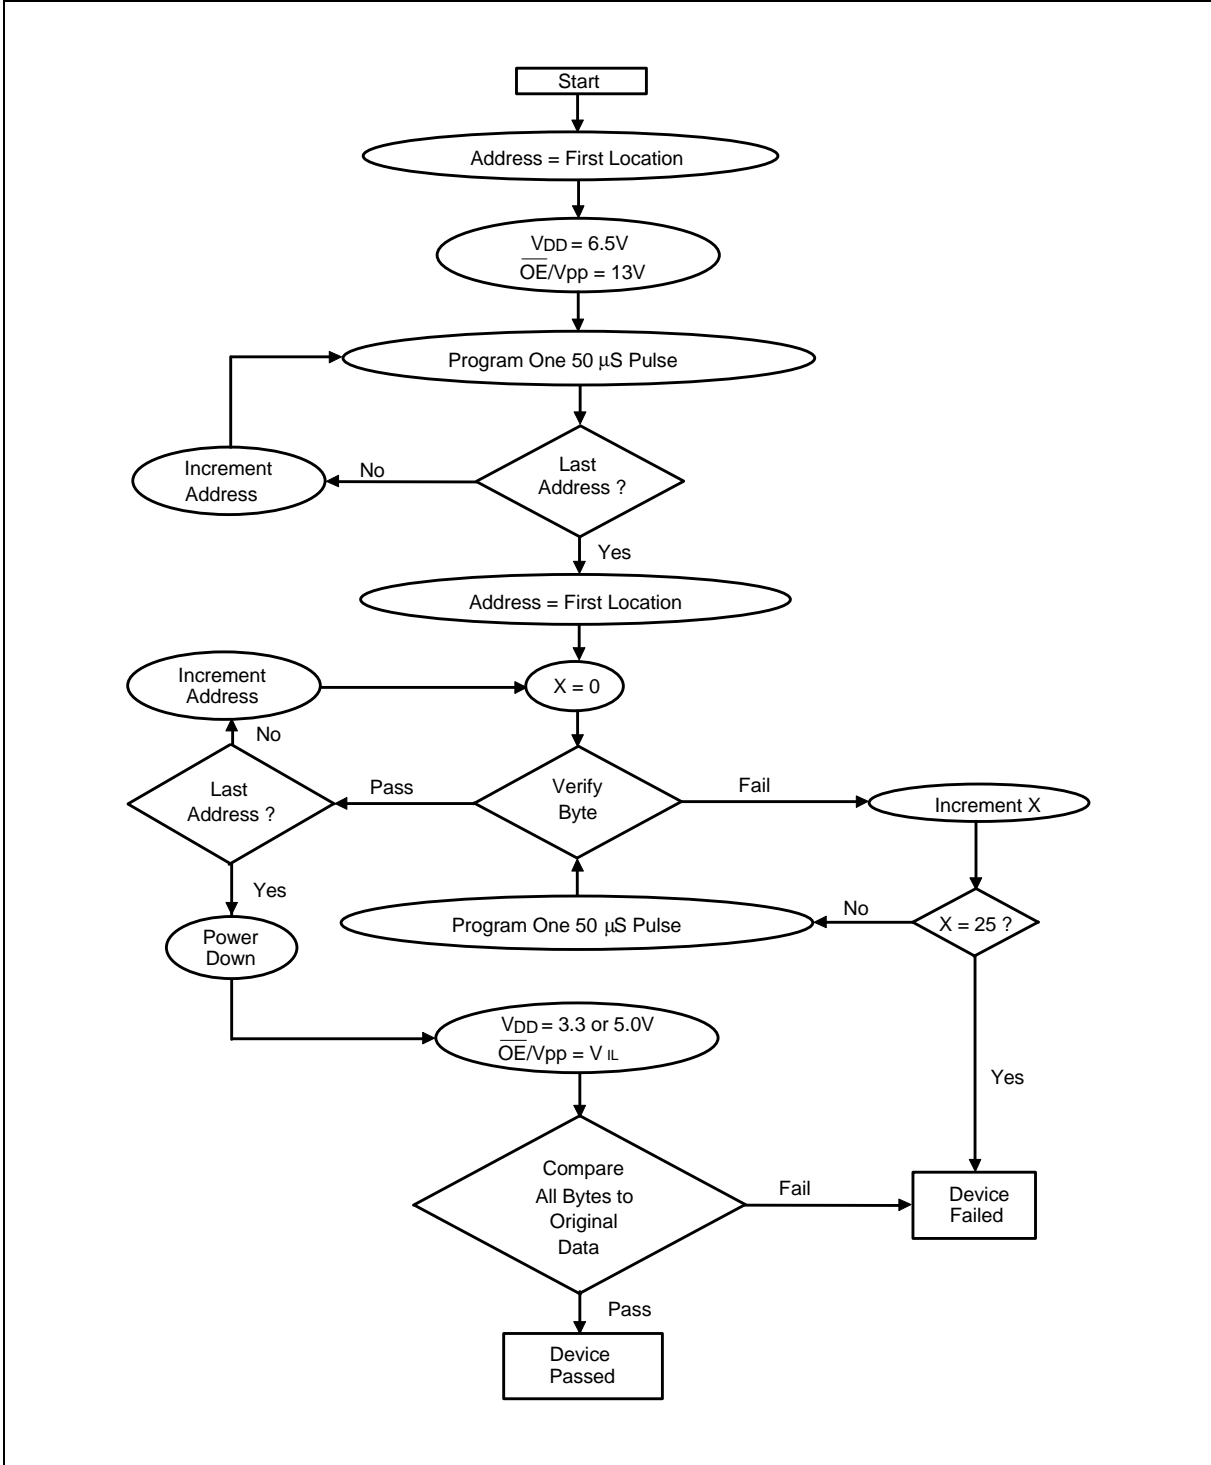 Start
Address = First Location
VDD = 6.5V
OE/Vpp = 13V
Program One 50 µS Pulse
Last
Address ?
No
Increment
Address
Yes
Address = First Location
Increment
Address
X = 0
No
Last
Address ?
Pass
Verify
Byte
Fail
Increment X
Yes
Program One 50 µS Pulse
No
X = 25 ?
Power
Down
VDD = 3.3 or 5.0V
OE/Vpp = V IL
Yes
Compare
All Bytes to
Original
Data
Fail
Device
Failed
Pass
Device
Passed